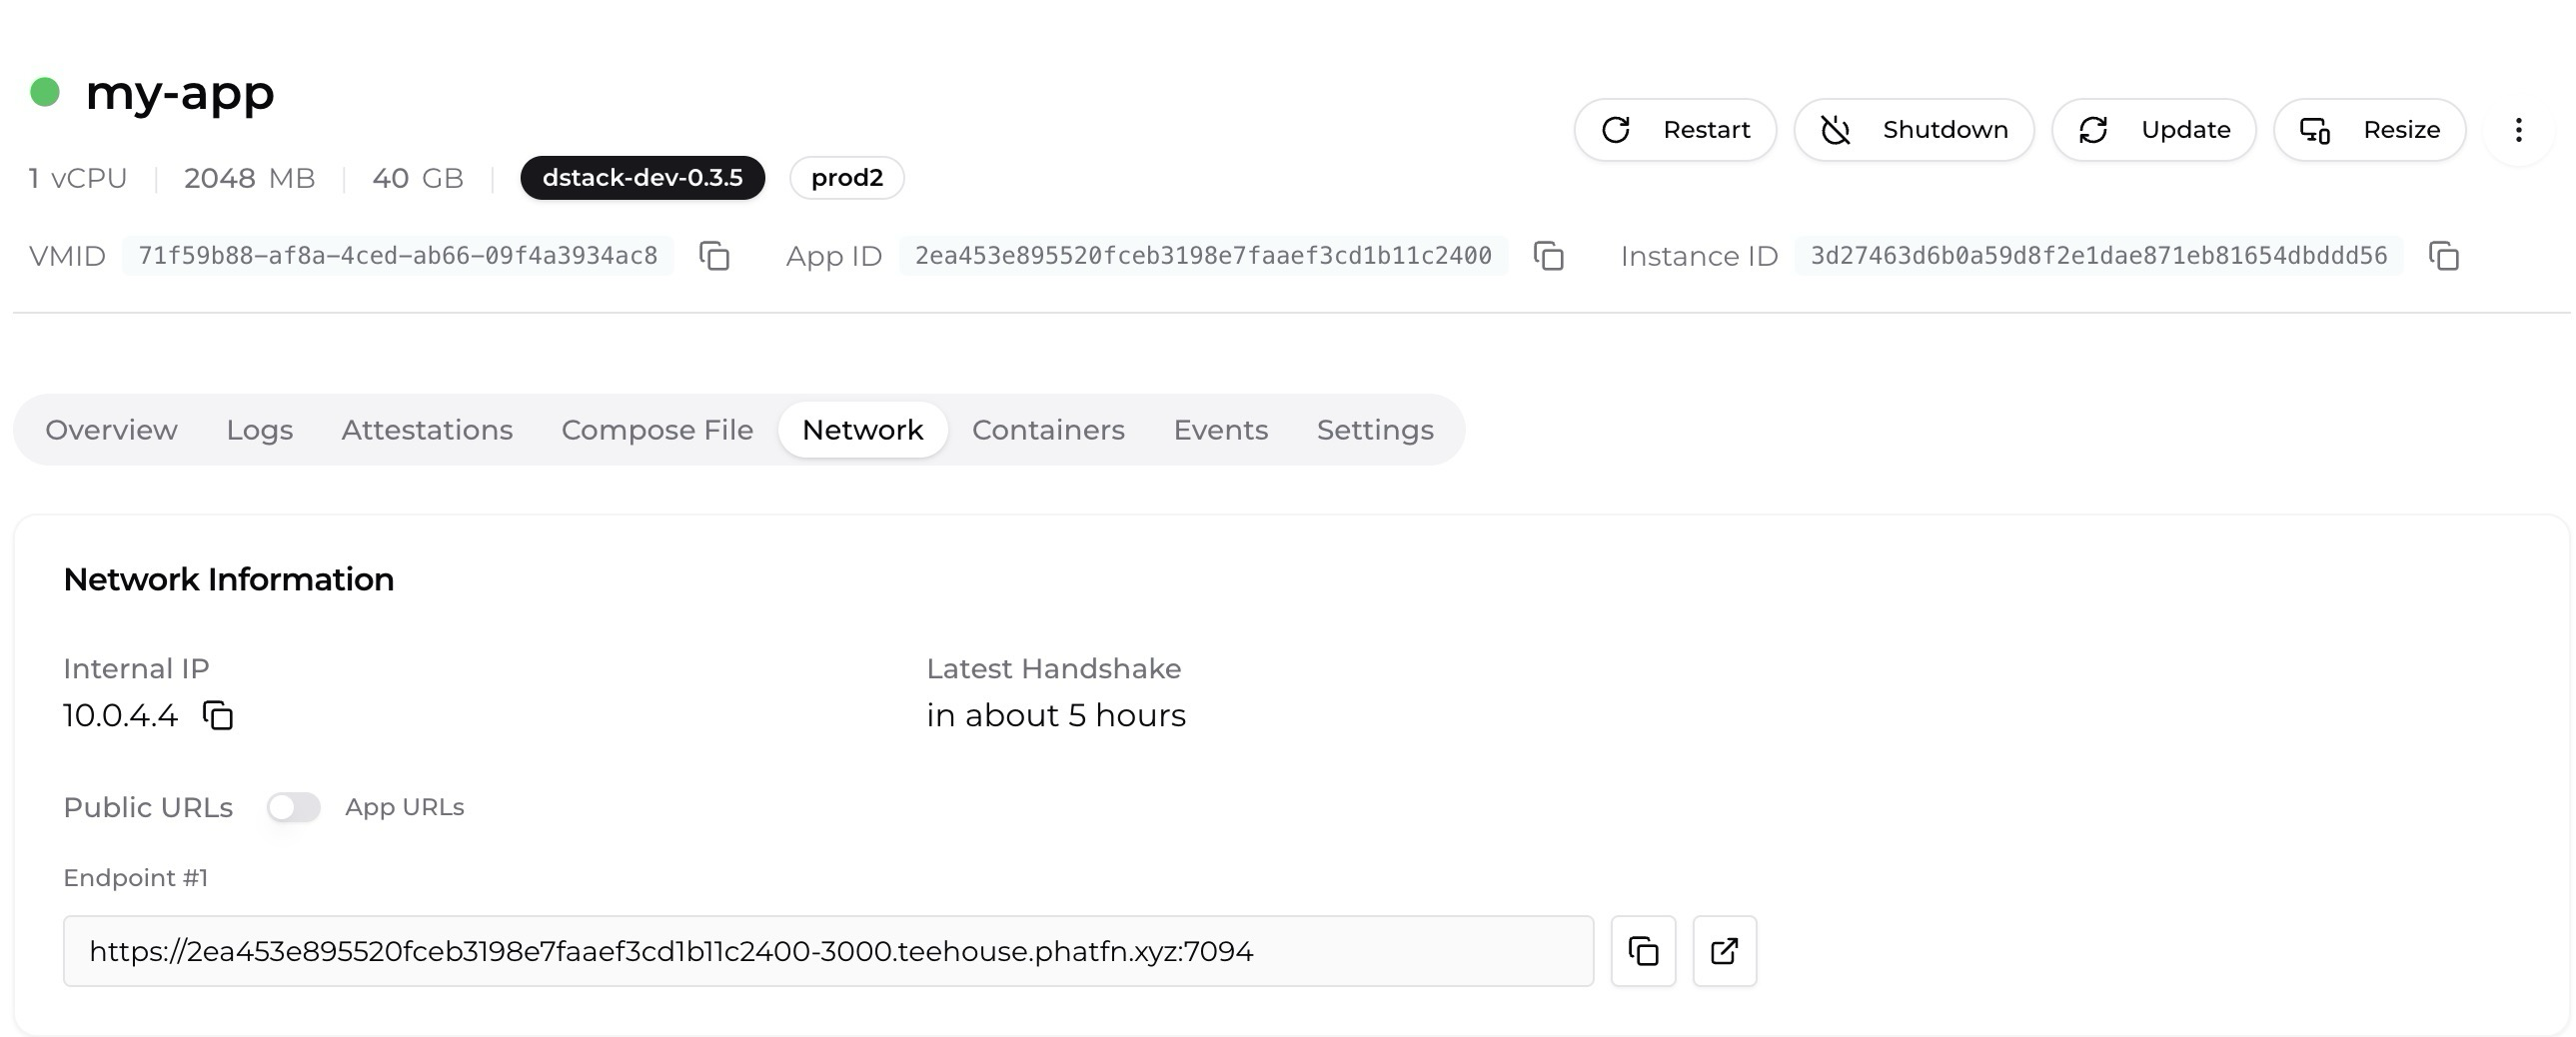 my-app
Restart Shutdown Update Resize
1 vCPU 2048 MB 40 GB dstack-dev-0.3.5 prod2
VMID 71f59b88-af8a-4ced-ab66-09f4a3934ac8 App ID 2ea453e895520fceb3198e7faaef3cd1b11c2400 Instance ID 3d27463d6b0a59d8f2e1dae871eb81654dbddd56
Overview Logs Attestations Compose File Network Containers Events Settings
Network Information
Internal IP Latest Handshake
10.0.4.4 in about 5 hours
Public URLs App URLs
Endpoint #1
https://2ea453e895520fceb3198e7faaef3cd1b11c2400-3000.teehouse.phatfn.xyz:7094